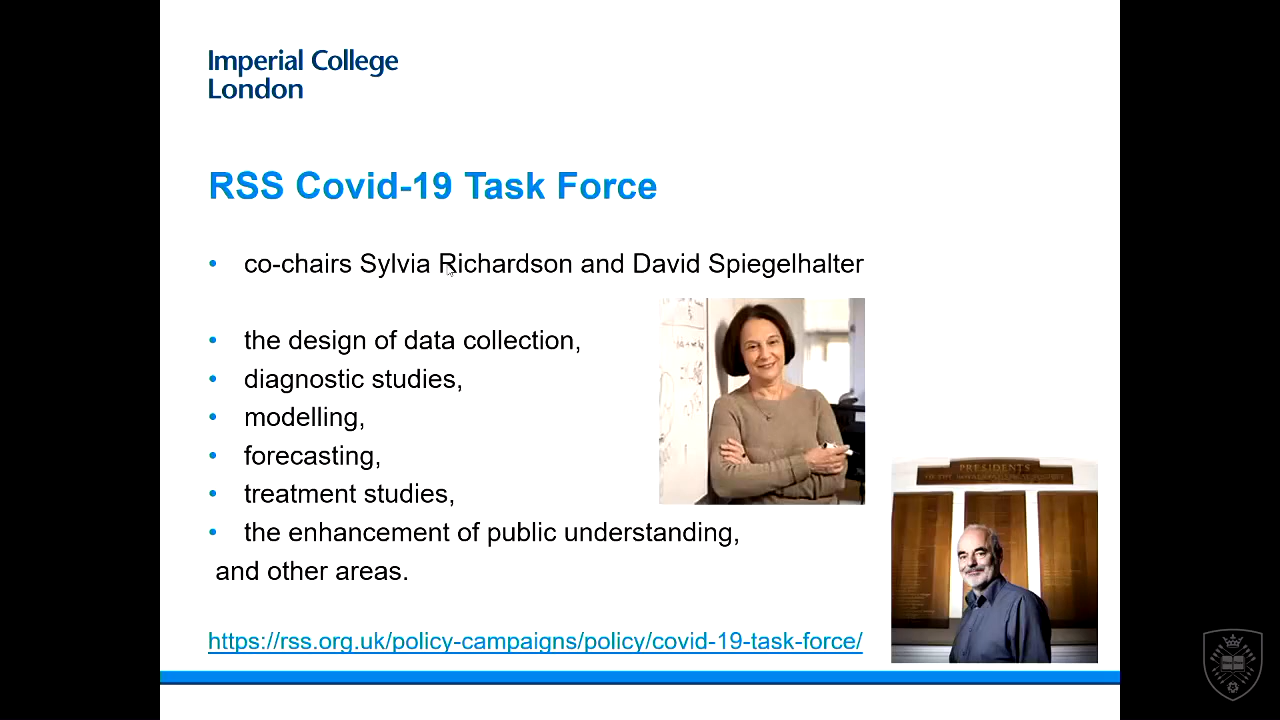 Imperial College
London
RSS Covid-19 Task Force
• co-chairs Sylvia Richardson and David Spiegelhalter
• the design of data collection,
• diagnostic studies,
• modelling,
• forecasting,
• treatment studies,
• the enhancement of public understanding,
and other areas.
PRESIDENTS
https://rss.org.uk/policy-campaigns/policy/covid-19-task-force/